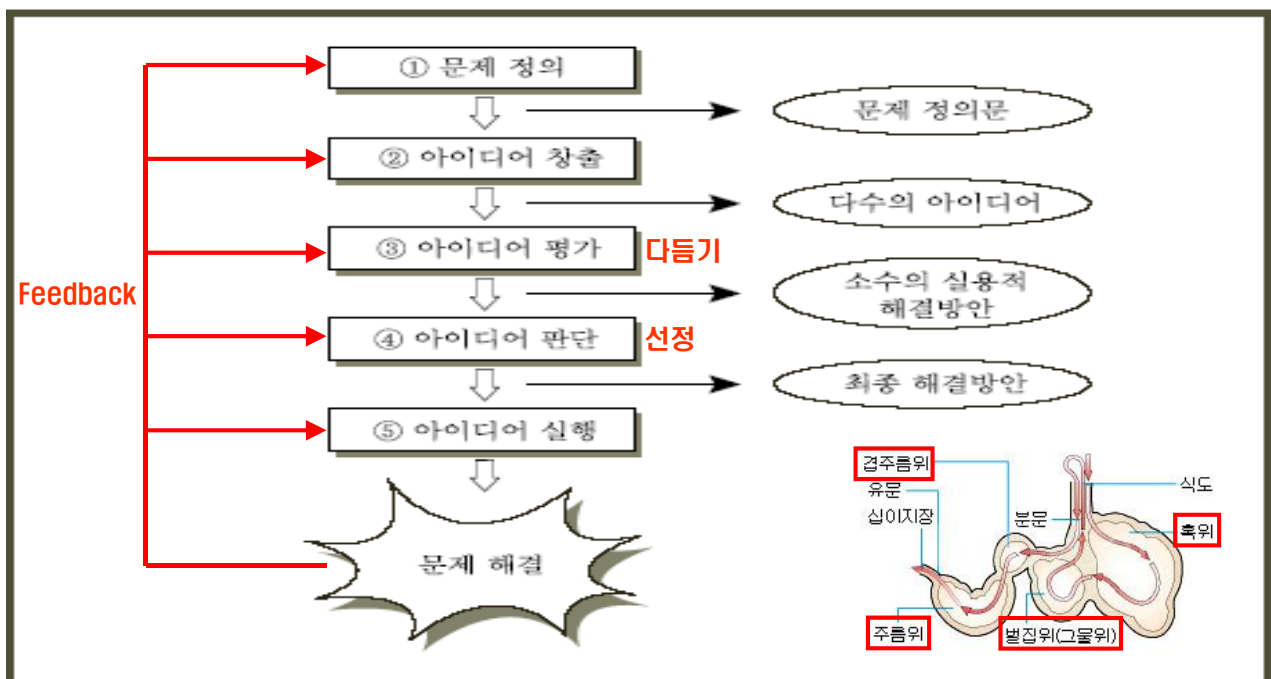 ① 문제 정의
문제 정의문
② 아이디어 창출
다수의 아이디어
③ 아이디어 평가 다듬기
Feedback
소수의 실용적
해결방안
④ 아이디어 판단 선정
최종 해결방안
⑤ 아이디어 실행
문제 해결
겹주름위
유문
십이지장
분문
식도
혹위
주름위
벌집위(그물위)